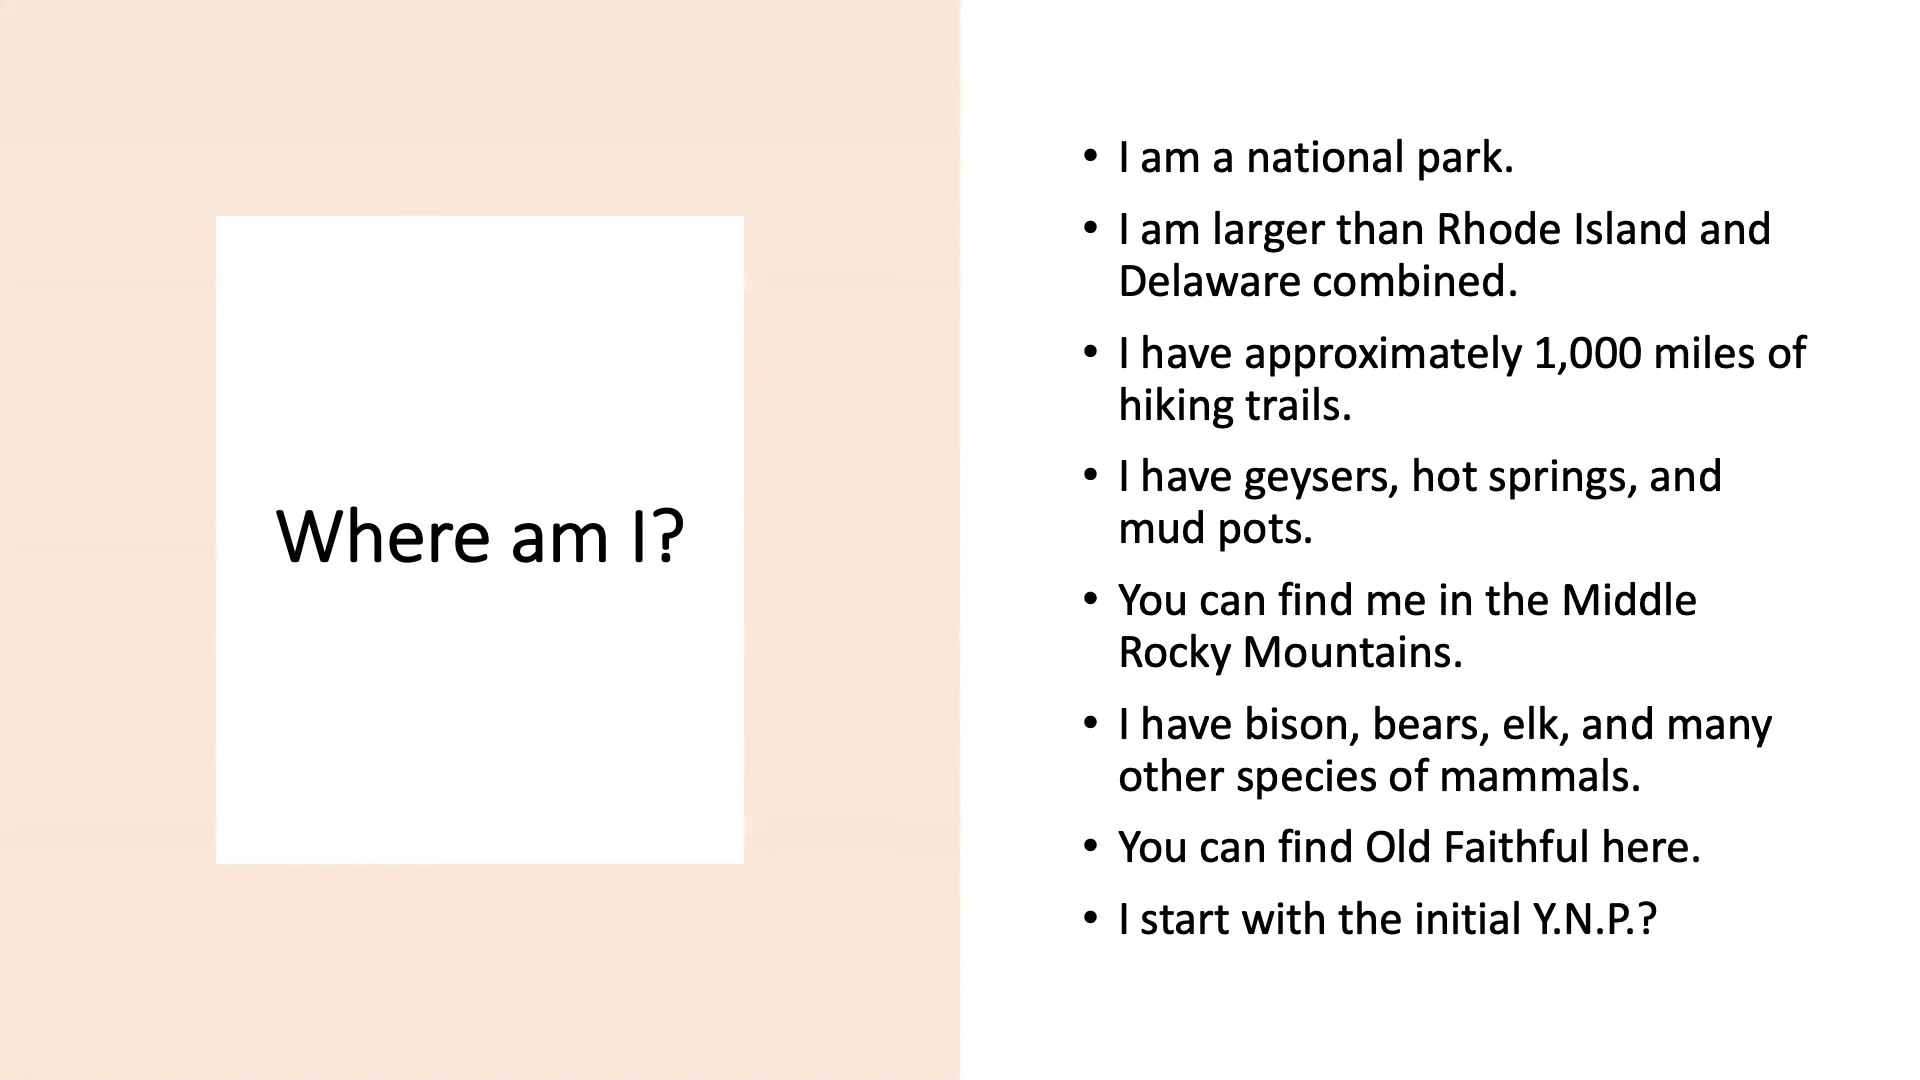 Where am I?
• I am a national park.
• I am larger than Rhode Island and
Delaware combined.
• I have approximately 1,000 miles of
hiking trails.
• I have geysers, hot springs, and
mud pots.
• You can find me in the Middle
Rocky Mountains.
• I have bison, bears, elk, and many
other species of mammals.
• You can find Old Faithful here.
• I start with the initial Y.N.P.?